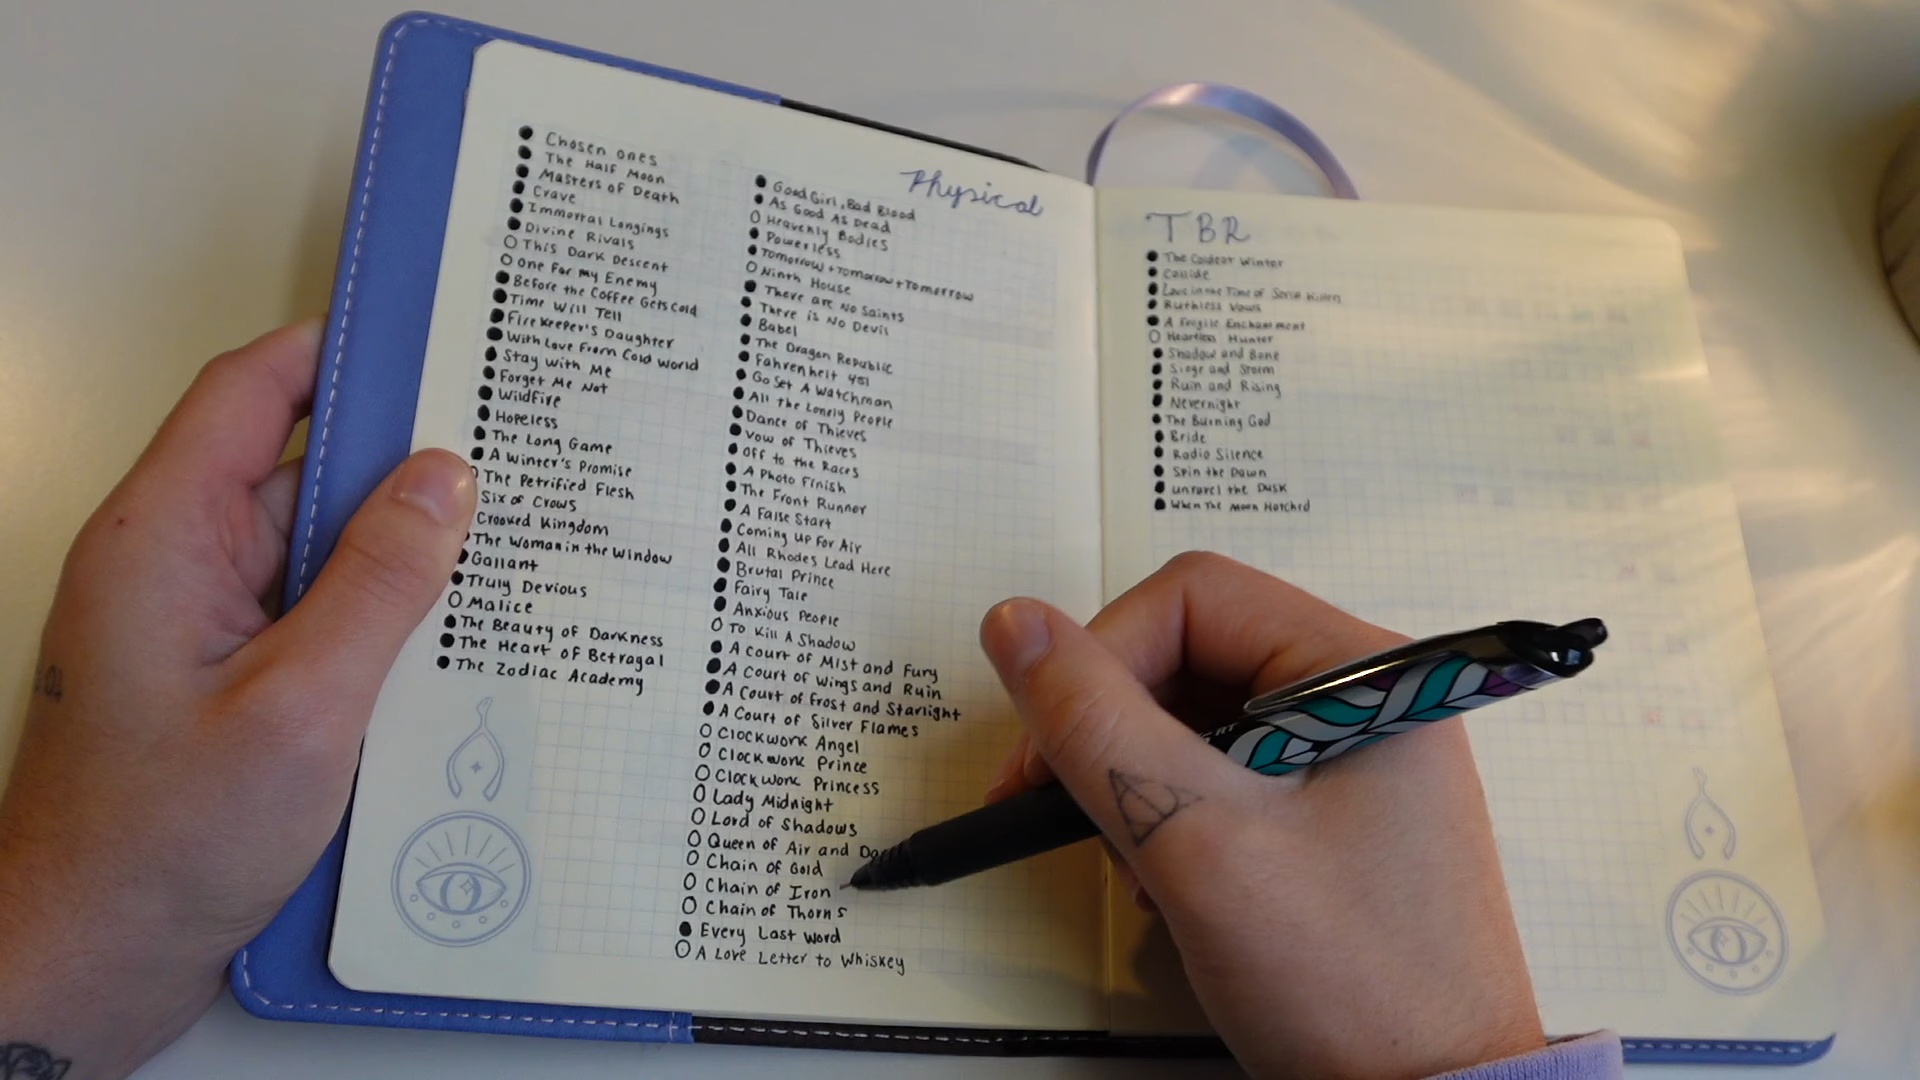 Chosen ones
The Half Moon
Masters of Death
Crave
Immortal Longings
Divine Rivals
This Dark Descent
One For my Enemy
Before the Coffee Gets Cold
Time Will Tell
Fire Keeper's Daughter
With Love From Cold World
Stay With Me
Forget Me Not
Wildfire
Hopeless
The Long Game
A Winter's Promise
The Petrified Flesh
Six of Crows
Crooked Kingdom
The Woman in the Window
Gallant
Truly Devious
Malice
The Beauty of Darkness
The Heart of Betrayal
The Zodiac Academy
Physical
Good Girl, Bad Blood
As Good As Dead
Heavenly Bodies
Powerless
Tomorrow + Tomorrow + Tomorrow
Ninth House
There are No Saints
There is No Devil
Babel
The Dragon Republic
Fahrenheit 451
Go Set A Watchman
All the Lonely People
Dance of Thieves
Vow of Thieves
Off to the Races
A Photo Finish
The Front Runner
A False Start
Coming Up For Air
All Rhodes Lead Here
Brutal Prince
Fairy Tale
Anxious People
To Kill A Shadow
A Court of Mist and Fury
A Court of Wings and Ruin
A Court of Frost and Starlight
A Court of Silver Flames
Clockwork Angel
Clockwork Prince
Clockwork Princess
Lady Midnight
Lord of Shadows
Queen of Air and
Chain of Gold
Chain of Iron
Chain of Thorns
Every Last Word
A Love Letter to Whiskey
TBR
The Coldest Winter
Collide
Love in the Time of Serial Killers
Ruthless Vows
A Fragile Enchantment
Heartless Hunter
Shadow and Bone
Siege and Storm
Ruin and Rising
Nevernight
The Burning God
Bride
Radio Silence
Spin the Dawn
unravel the Dusk
When The Moon Hatched